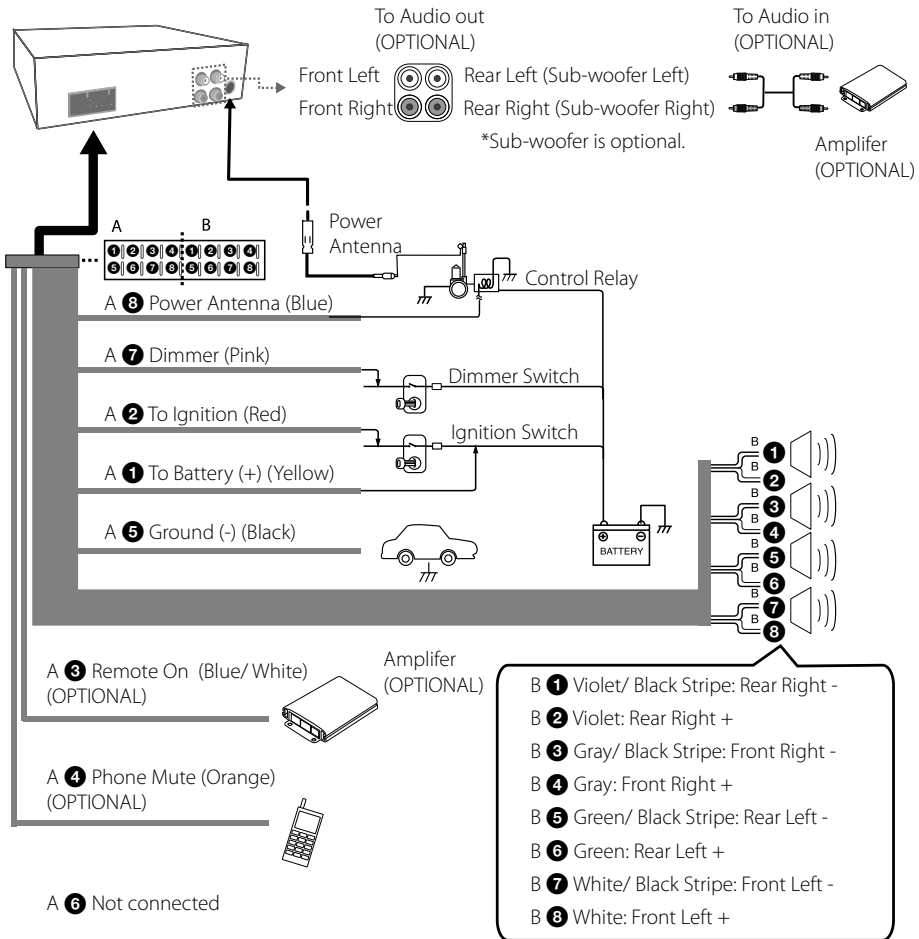 To Audio out
(OPTIONAL)
To Audio in
(OPTIONAL)
Front Left
Rear Left (Sub-woofer Left)
Front Right
Rear Right (Sub-woofer Right)
*Sub-woofer is optional.
Amplifer
(OPTIONAL)
Power
Antenna
A B
1 2 3 4 1 2 3 4
5 6 7 8 5 6 7 8
Control Relay
A 8 Power Antenna (Blue)
A 7 Dimmer (Pink)
Dimmer Switch
A 2 To Ignition (Red)
Ignition Switch
A 1 To Battery (+) (Yellow)
A 5 Ground (-) (Black)
+ -
BATTERY
B 1
B 2
B 3
B 4
B 5
B 6
B 7
B 8
A 3 Remote On (Blue/ White)
(OPTIONAL)
Amplifer
(OPTIONAL)
A 4 Phone Mute (Orange)
(OPTIONAL)
A 6 Not connected
B 1 Violet/ Black Stripe: Rear Right -
B 2 Violet: Rear Right +
B 3 Gray/ Black Stripe: Front Right -
B 4 Gray: Front Right +
B 5 Green/ Black Stripe: Rear Left -
B 6 Green: Rear Left +
B 7 White/ Black Stripe: Front Left -
B 8 White: Front Left +